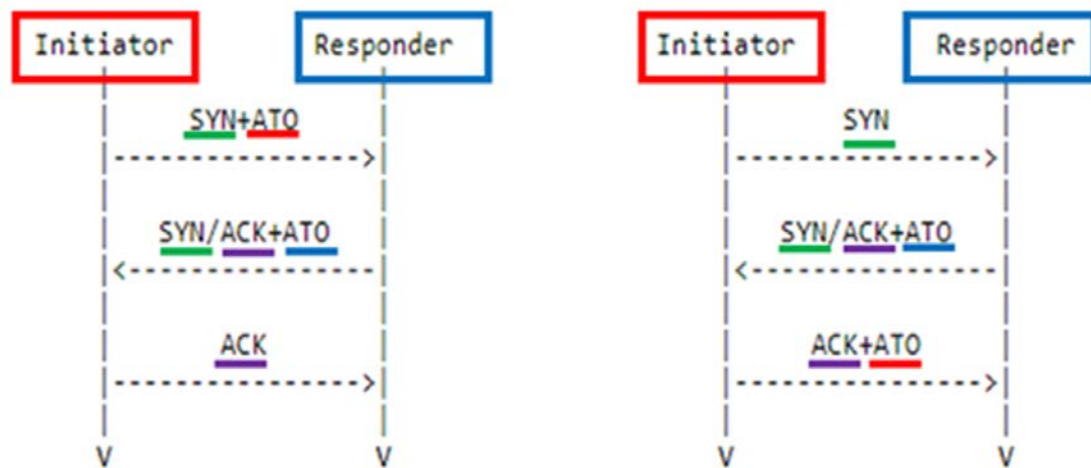 Initiator Responder Initiator Responder
SYN+ATO SYN
SYN/ACK+ATO SYN/ACK+ATO
ACK ACK+ATO
V V V V